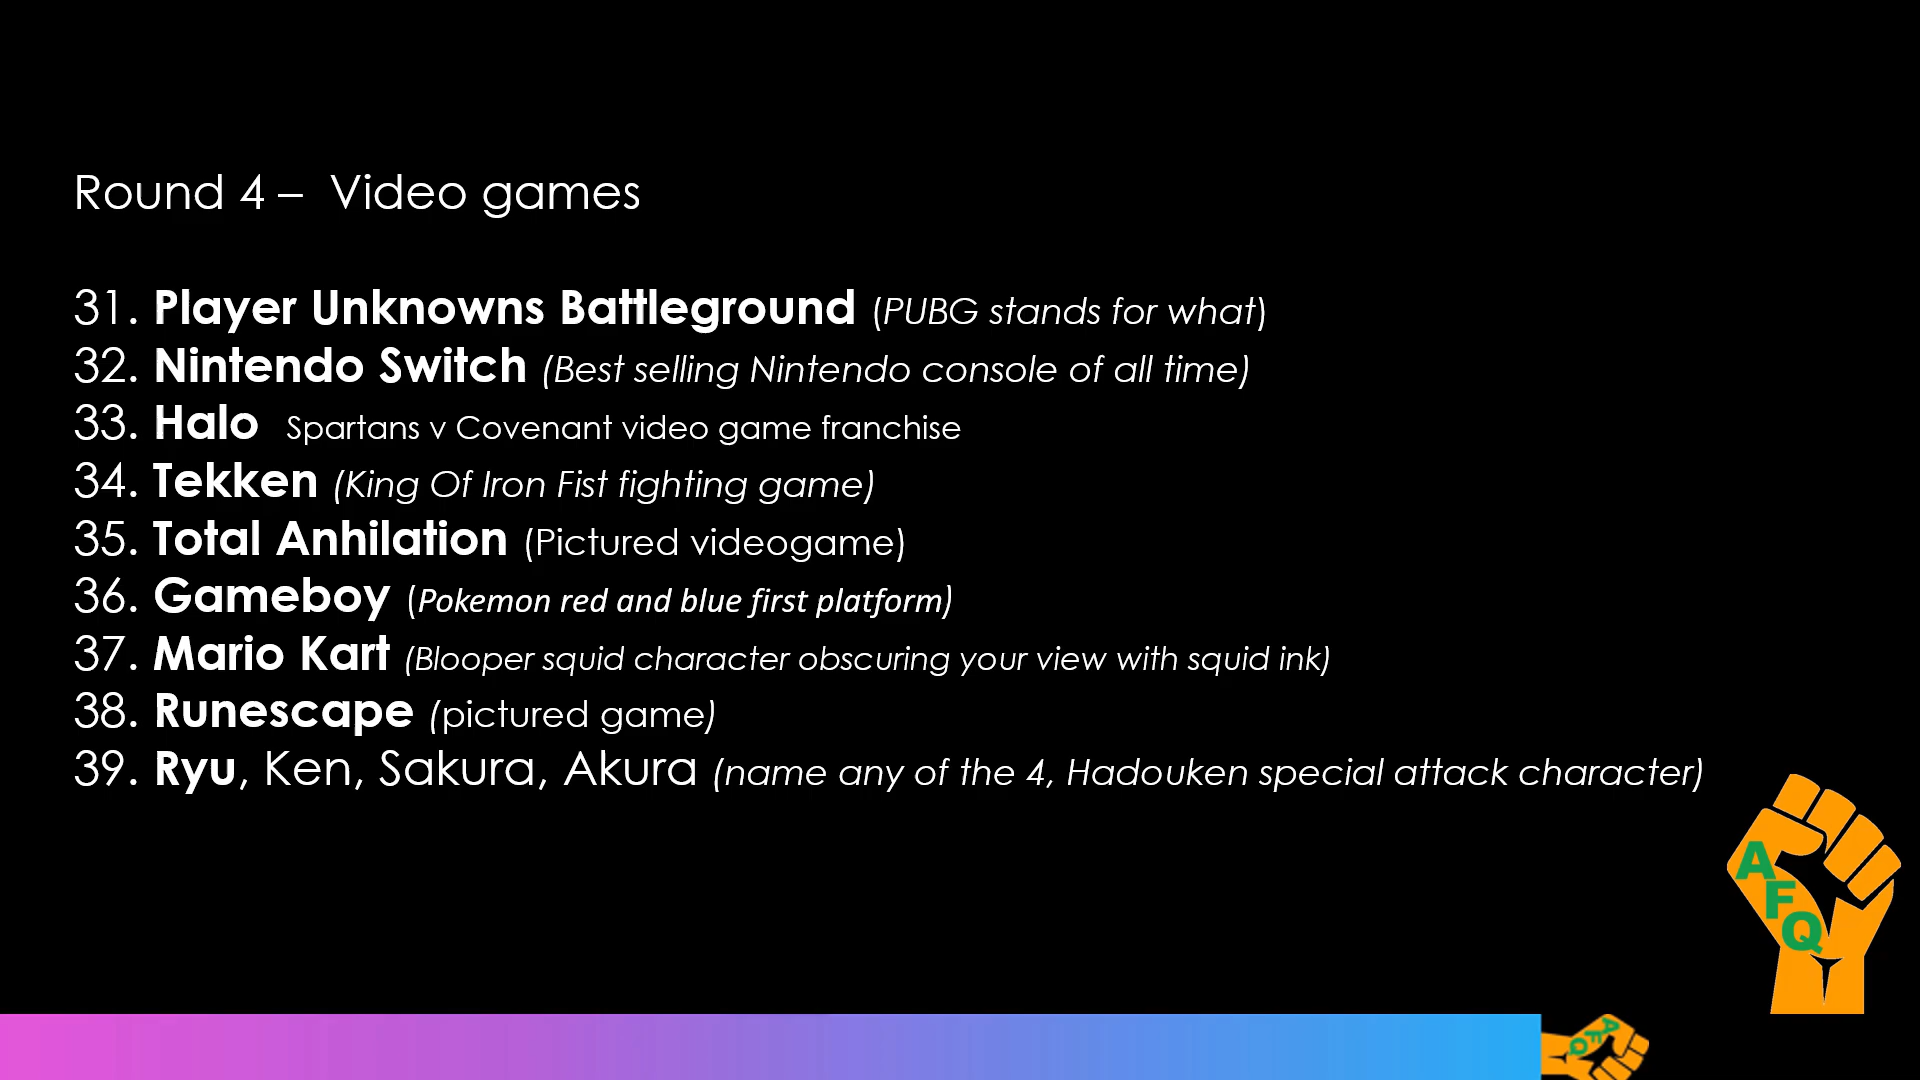 Round 4 – Video games
31. Player Unknowns Battleground (PUBG stands for what)
32. Nintendo Switch (Best selling Nintendo console of all time)
33. Halo Spartans v Covenant video game franchise
34. Tekken (King Of Iron Fist fighting game)
35. Total Anhilation (Pictured videogame)
36. Gameboy (Pokemon red and blue first platform)
37. Mario Kart (Blooper squid character obscuring your view with squid ink)
38. Runescape (pictured game)
39. Ryu, Ken, Sakura, Akura (name any of the 4, Hadouken special attack character)
A
F
Q
AFQ